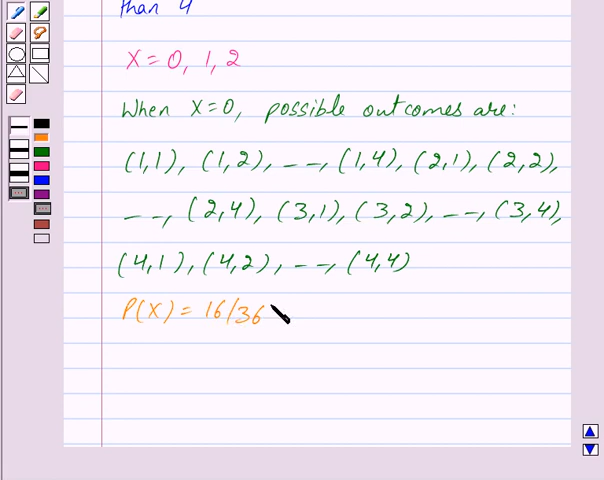 than 4
X = 0, 1, 2
When X=0, possible outcomes are:
(1,1), (1,2), ---, (1,4), (2,1), (2,2),
---, (2,4), (3,1), (3,2), ---, (3,4),
(4,1), (4,2), ---, (4,4)
P(X) = 16/36